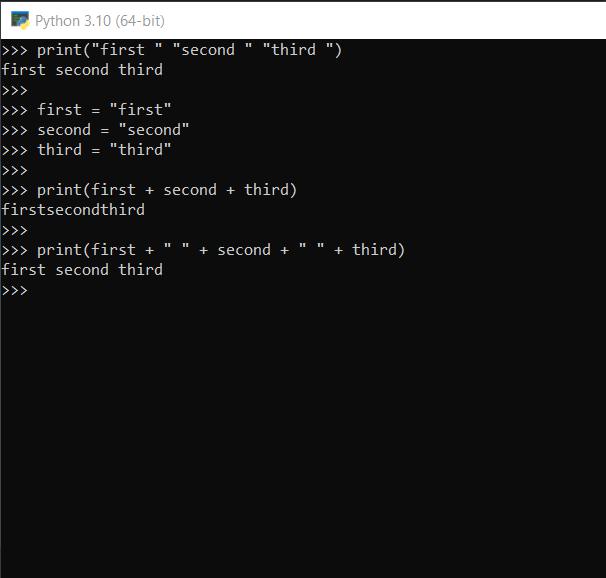 Python 3.10 (64-bit)
>>> print("first " "second " "third ")
first second third
>>>
>>> first = "first"
>>> second = "second"
>>> third = "third"
>>>
>>> print(first + second + third)
firstsecondthird
>>>
>>> print(first + " " + second + " " + third)
first second third
>>>